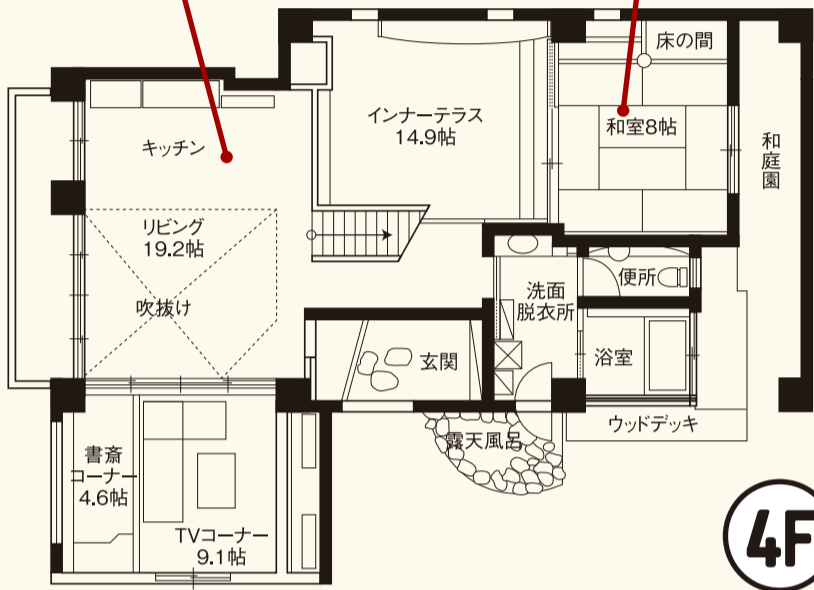 床の間
インナーテラス
14.9帖
和室8帖
和庭園
キッチン
リビング
19.2帖
吹抜け
便所
洗面
脱衣所
浴室
玄関
ウッドデッキ
露天風呂
書斎
コーナー
4.6帖
TVコーナー
9.1帖
4F